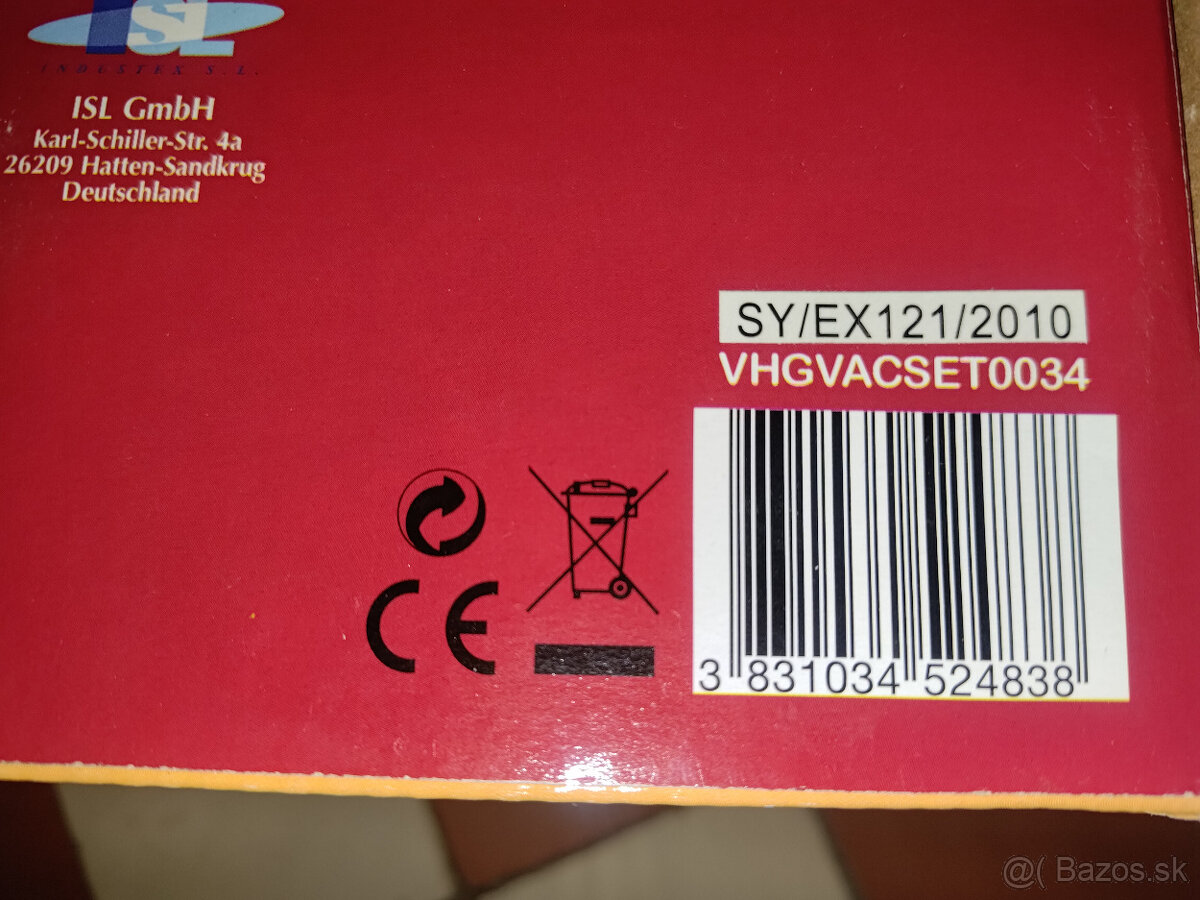 ISL
INDUSTEX S.L.
ISL GmbH
Karl-Schiller-Str. 4a
26209 Hatten-Sandkrug
Deutschland
SY/EX121/2010
VHGVACSET0034
CE
3 831034 524838
@( Bazos.sk